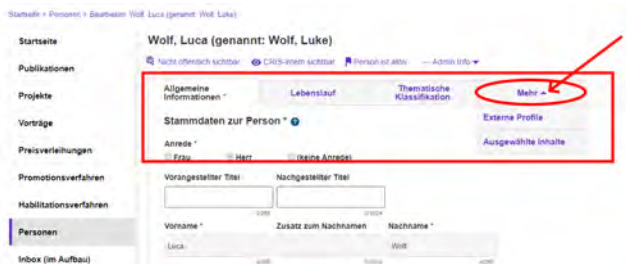 Startseite > Personen > Bearbeiten: Wolf, Luca (genannt: Wolf, Luke)
Startseite
Publikationen
Projekte
Vorträge
Preisverleihungen
Promotionsverfahren
Habilitationsverfahren
Personen
Inbox (im Aufbau)
Wolf, Luca (genannt: Wolf, Luke)
Nicht öffentlich sichtbar CRIS-intern sichtbar Person ist aktiv --- Admin Info
Allgemeine Informationen *
Lebenslauf
Thematische Klassifikation
Mehr
Externe Profile
Ausgewählte Inhalte
Stammdaten zur Person *
Anrede *
Frau Herr (keine Anrede)
Vorangestellter Titel Nachgestellter Titel
Vorname * Zusatz zum Nachnamen Nachname *
Luca Wolf